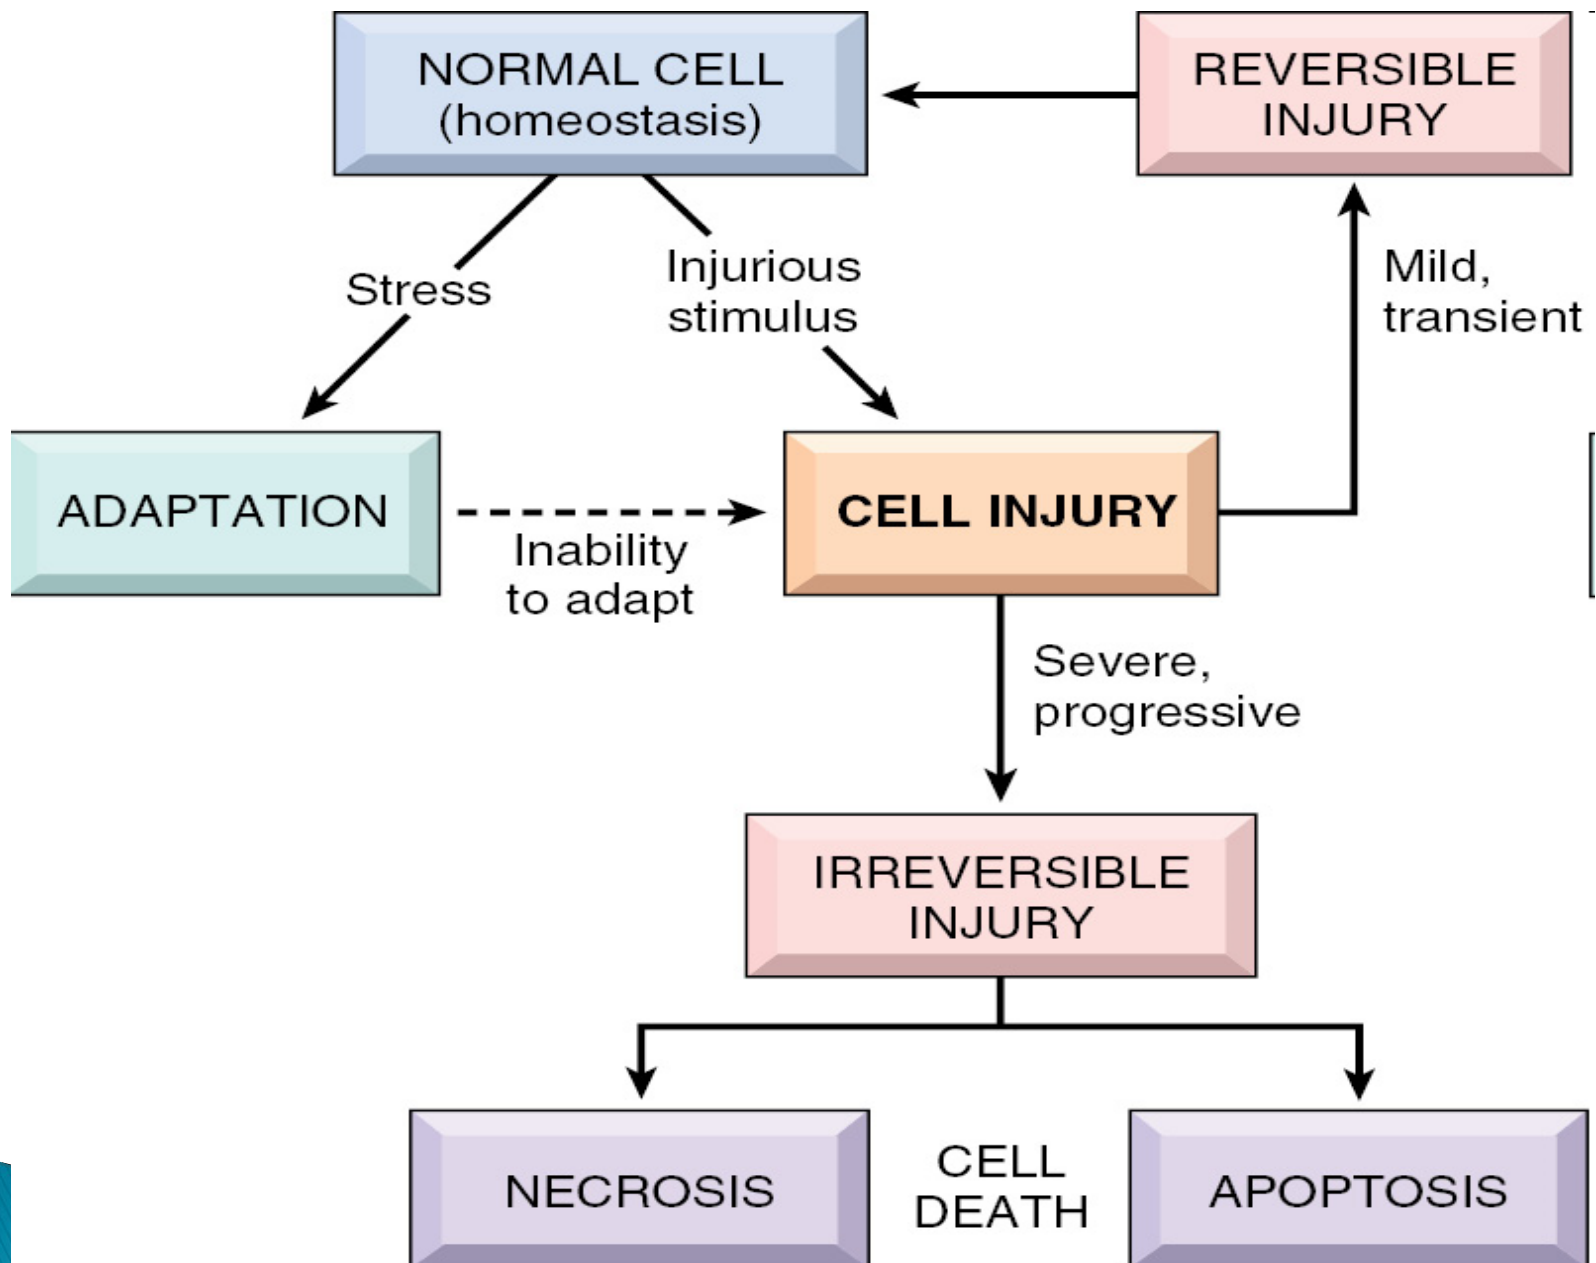 NORMAL CELL
(homeostasis)
REVERSIBLE
INJURY
Stress
Injurious
stimulus
Mild,
transient
ADAPTATION
Inability
to adapt
CELL INJURY
Severe,
progressive
IRREVERSIBLE
INJURY
NECROSIS
CELL
DEATH
APOPTOSIS